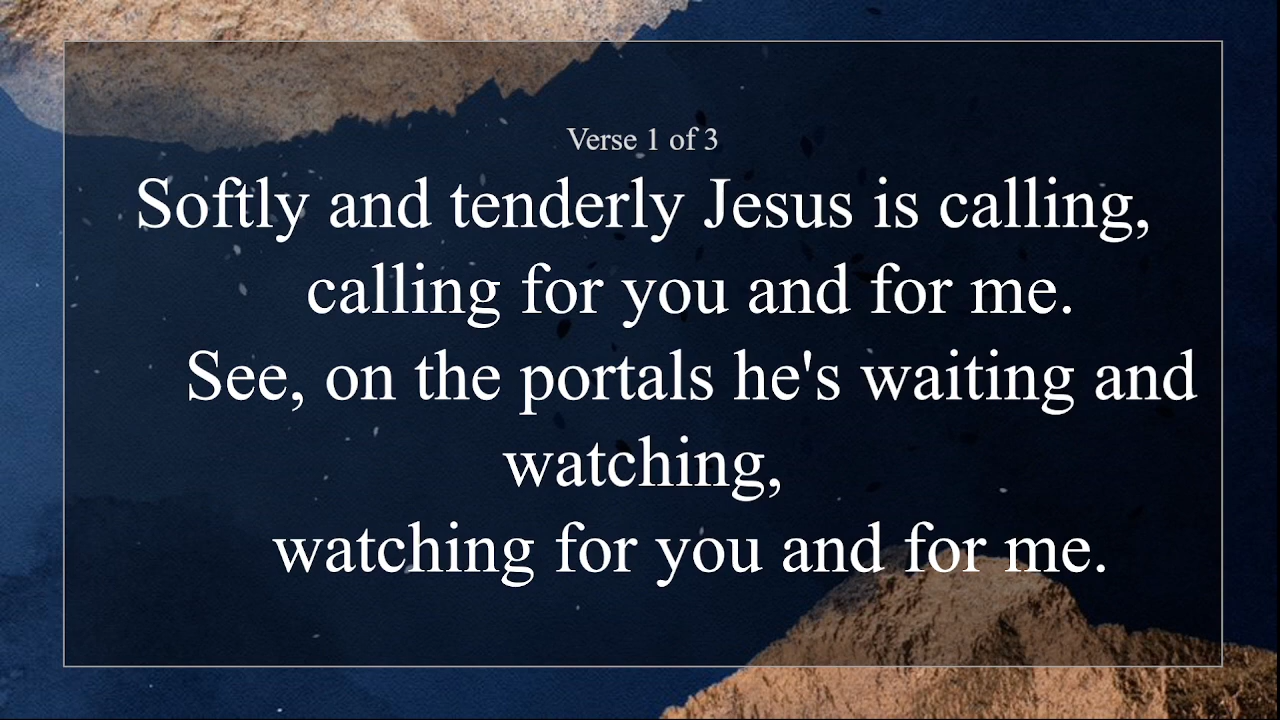 Verse 1 of 3
Softly and tenderly Jesus is calling,
calling for you and for me.
See, on the portals he's waiting and
watching,
watching for you and for me.